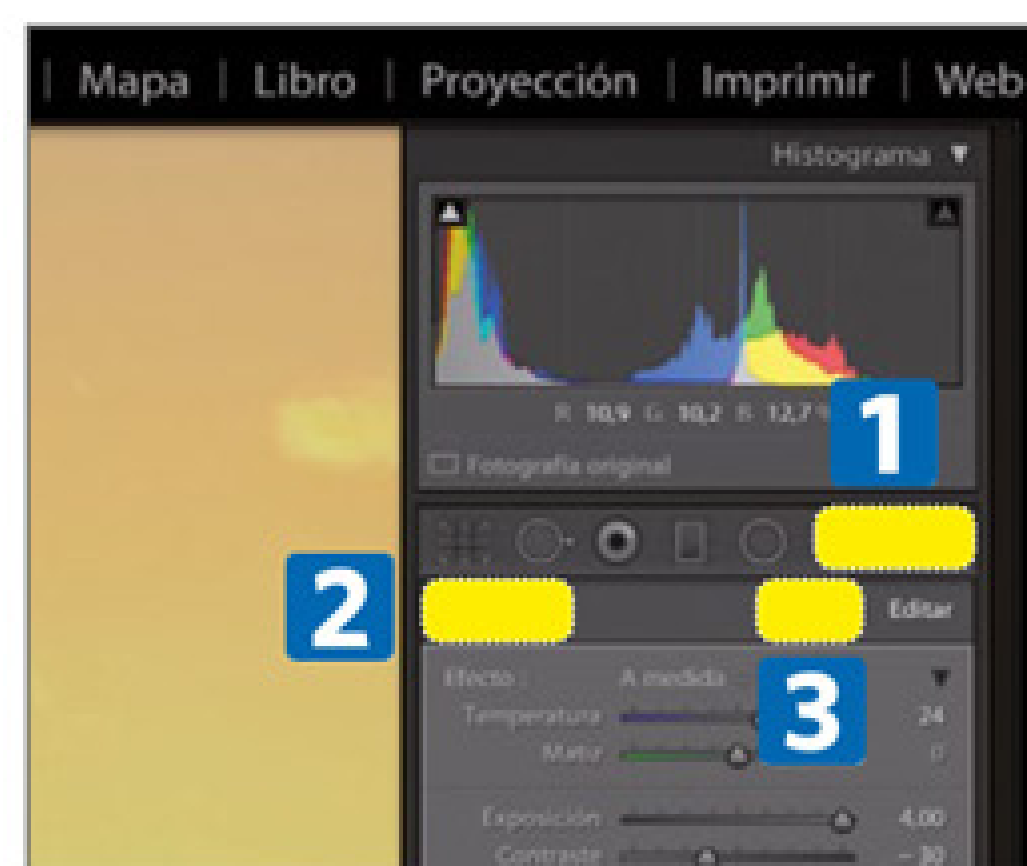 | Mapa | Libro | Proyección | Imprimir | Web
Histograma
R 10,9 G 10,2 B 12,7 %
1
Fotografía original
2
Editar
Efecto : A medida
3
Temperatura 24
Matiz 0
Exposición 4,00
Contraste – 30